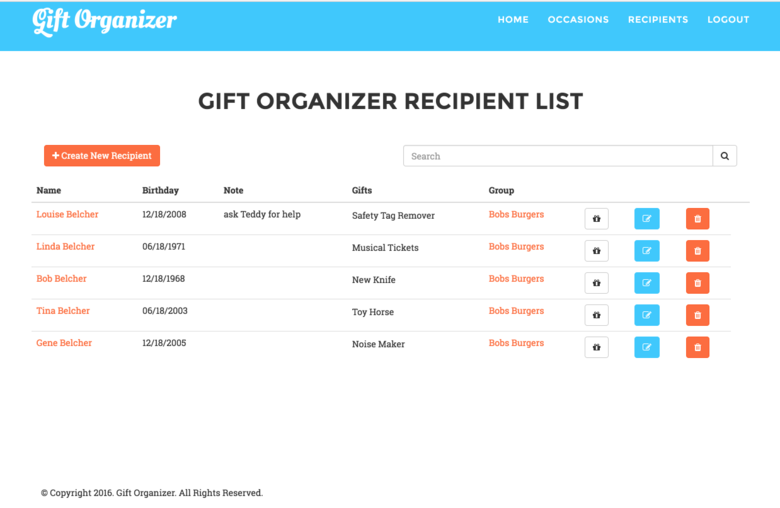 Gift Organizer
HOME OCCASIONS RECIPIENTS LOGOUT
GIFT ORGANIZER RECIPIENT LIST
+ Create New Recipient
Search
Name Birthday Note Gifts Group
Louise Belcher 12/18/2008 ask Teddy for help Safety Tag Remover Bobs Burgers
Linda Belcher 06/18/1971 Musical Tickets Bobs Burgers
Bob Belcher 12/18/1968 New Knife Bobs Burgers
Tina Belcher 06/18/2003 Toy Horse Bobs Burgers
Gene Belcher 12/18/2005 Noise Maker Bobs Burgers
© Copyright 2016. Gift Organizer. All Rights Reserved.